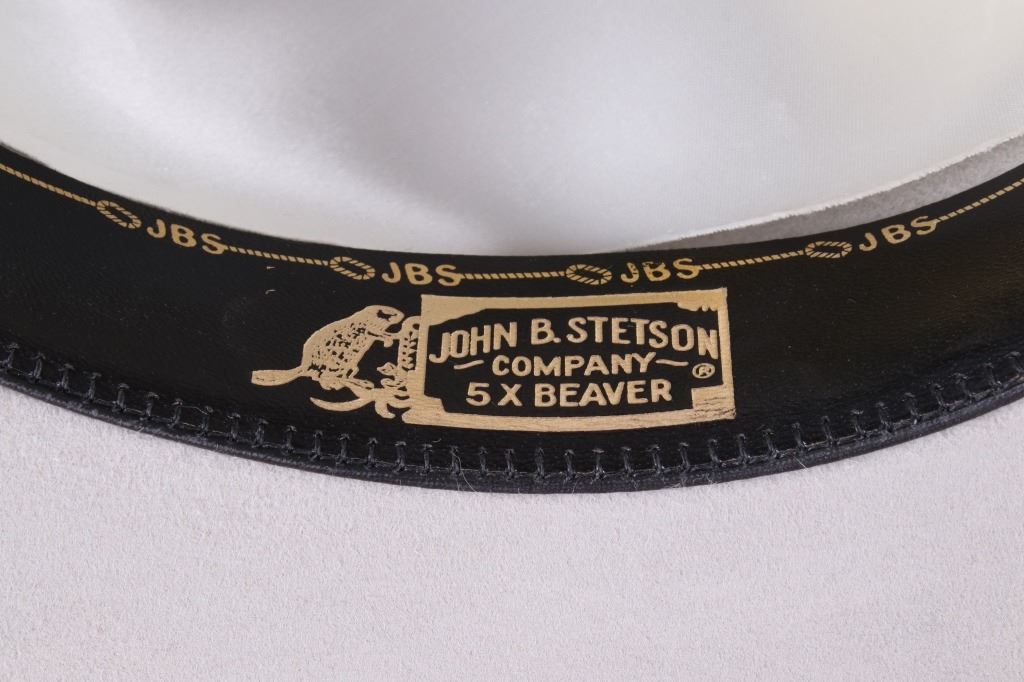 JBS JBS JBS JBS
JOHN B. STETSON
COMPANY ®
5 X BEAVER